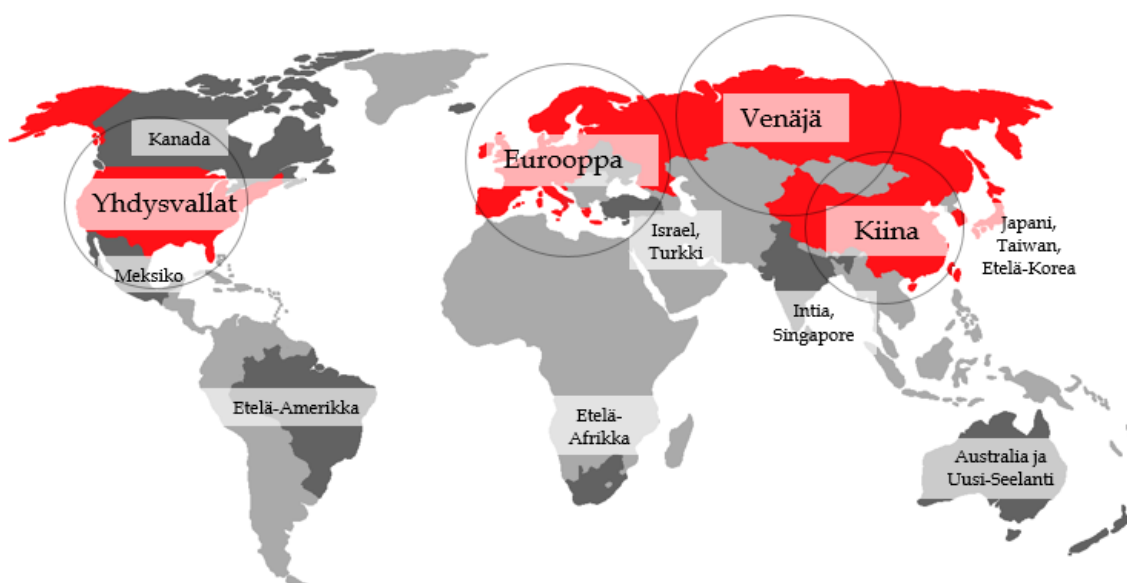 Kanada
Yhdysvallat
Meksiko
Etelä-Amerikka
Eurooppa
Venäjä
Kiina
Israel,
Turkki
Japani,
Taiwan,
Etelä-Korea
Intia,
Singapore
Etelä-
Afrikka
Australia ja
Uusi-Seelanti